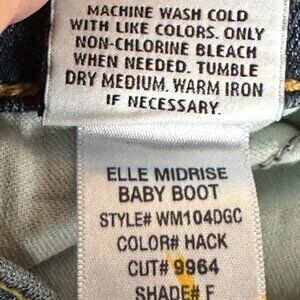 MACHINE WASH COLD
WITH LIKE COLORS. ONLY
NON-CHLORINE BLEACH
WHEN NEEDED. TUMBLE
DRY MEDIUM. WARM IRON
IF NECESSARY.
ELLE MIDRISE
BABY BOOT
STYLE# WM104DGC
COLOR# HACK
CUT# 9964
SHADE# F